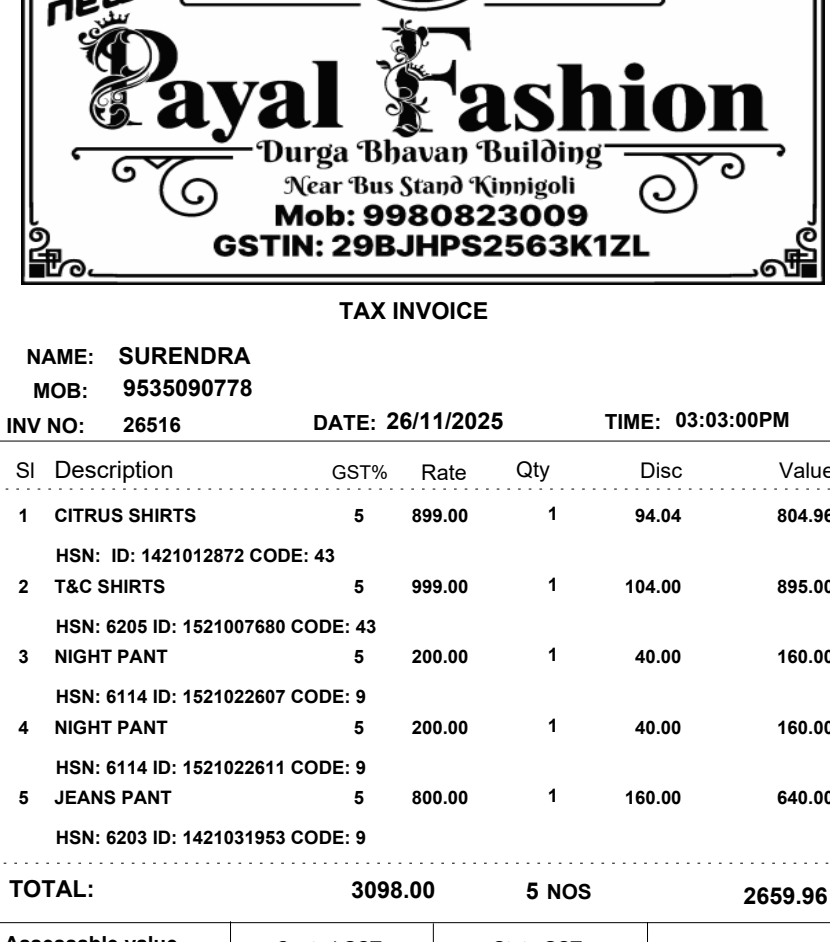 new
Payal Fashion
Durga Bhavan Building
Near Bus Stand Kinnigoli
Mob: 9980823009
GSTIN: 29BJHPS2563K1ZL
TAX INVOICE
NAME: SURENDRA
MOB: 9535090778
INV NO: 26516 DATE: 26/11/2025 TIME: 03:03:00PM
Sl Description GST% Rate Qty Disc Value
1 CITRUS SHIRTS 5 899.00 1 94.04 804.96
HSN: ID: 1421012872 CODE: 43
2 T&C SHIRTS 5 999.00 1 104.00 895.00
HSN: 6205 ID: 1521007680 CODE: 43
3 NIGHT PANT 5 200.00 1 40.00 160.00
HSN: 6114 ID: 1521022607 CODE: 9
4 NIGHT PANT 5 200.00 1 40.00 160.00
HSN: 6114 ID: 1521022611 CODE: 9
5 JEANS PANT 5 800.00 1 160.00 640.00
HSN: 6203 ID: 1421031953 CODE: 9
TOTAL: 3098.00 5 NOS 2659.96